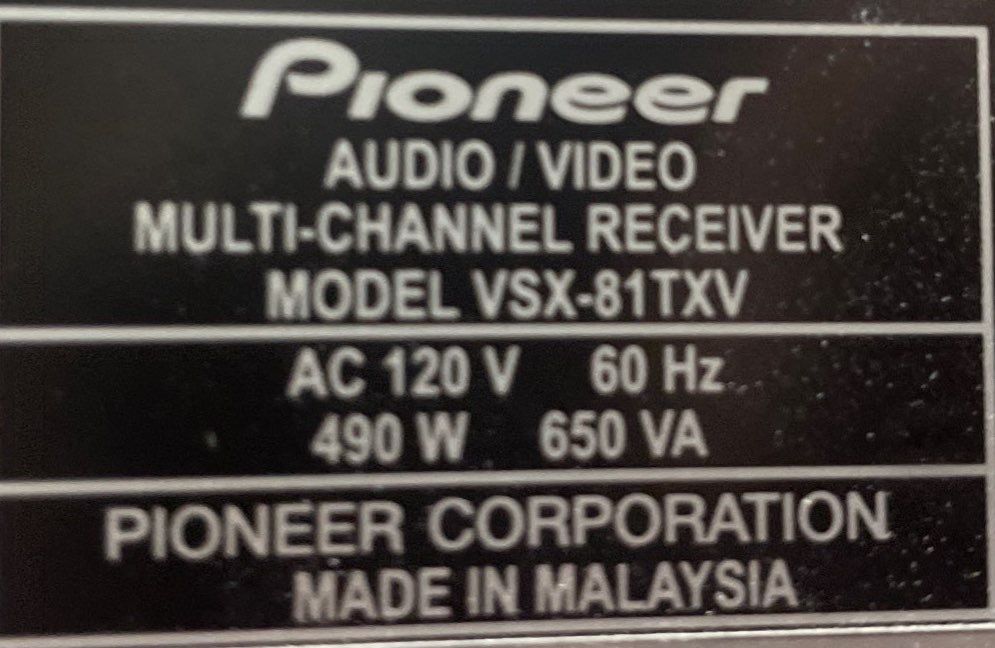 Pioneer
AUDIO / VIDEO
MULTI-CHANNEL RECEIVER
MODEL VSX-81TXV
AC 120 V 60 Hz
490 W 650 VA
PIONEER CORPORATION
MADE IN MALAYSIA